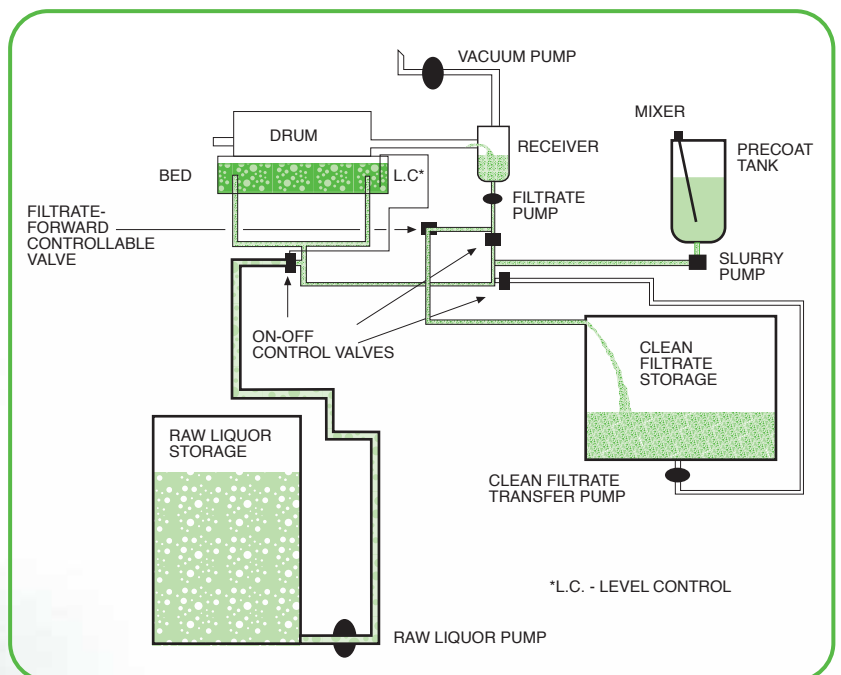 VACUUM PUMP
MIXER
DRUM
RECEIVER
PRECOAT
TANK
BED
L.C*
FILTRATE
PUMP
FILTRATE-
FORWARD
CONTROLLABLE
VALVE
SLURRY
PUMP
ON-OFF
CONTROL VALVES
CLEAN
FILTRATE
STORAGE
RAW LIQUOR
STORAGE
CLEAN FILTRATE
TRANSFER PUMP
*L.C. - LEVEL CONTROL
RAW LIQUOR PUMP